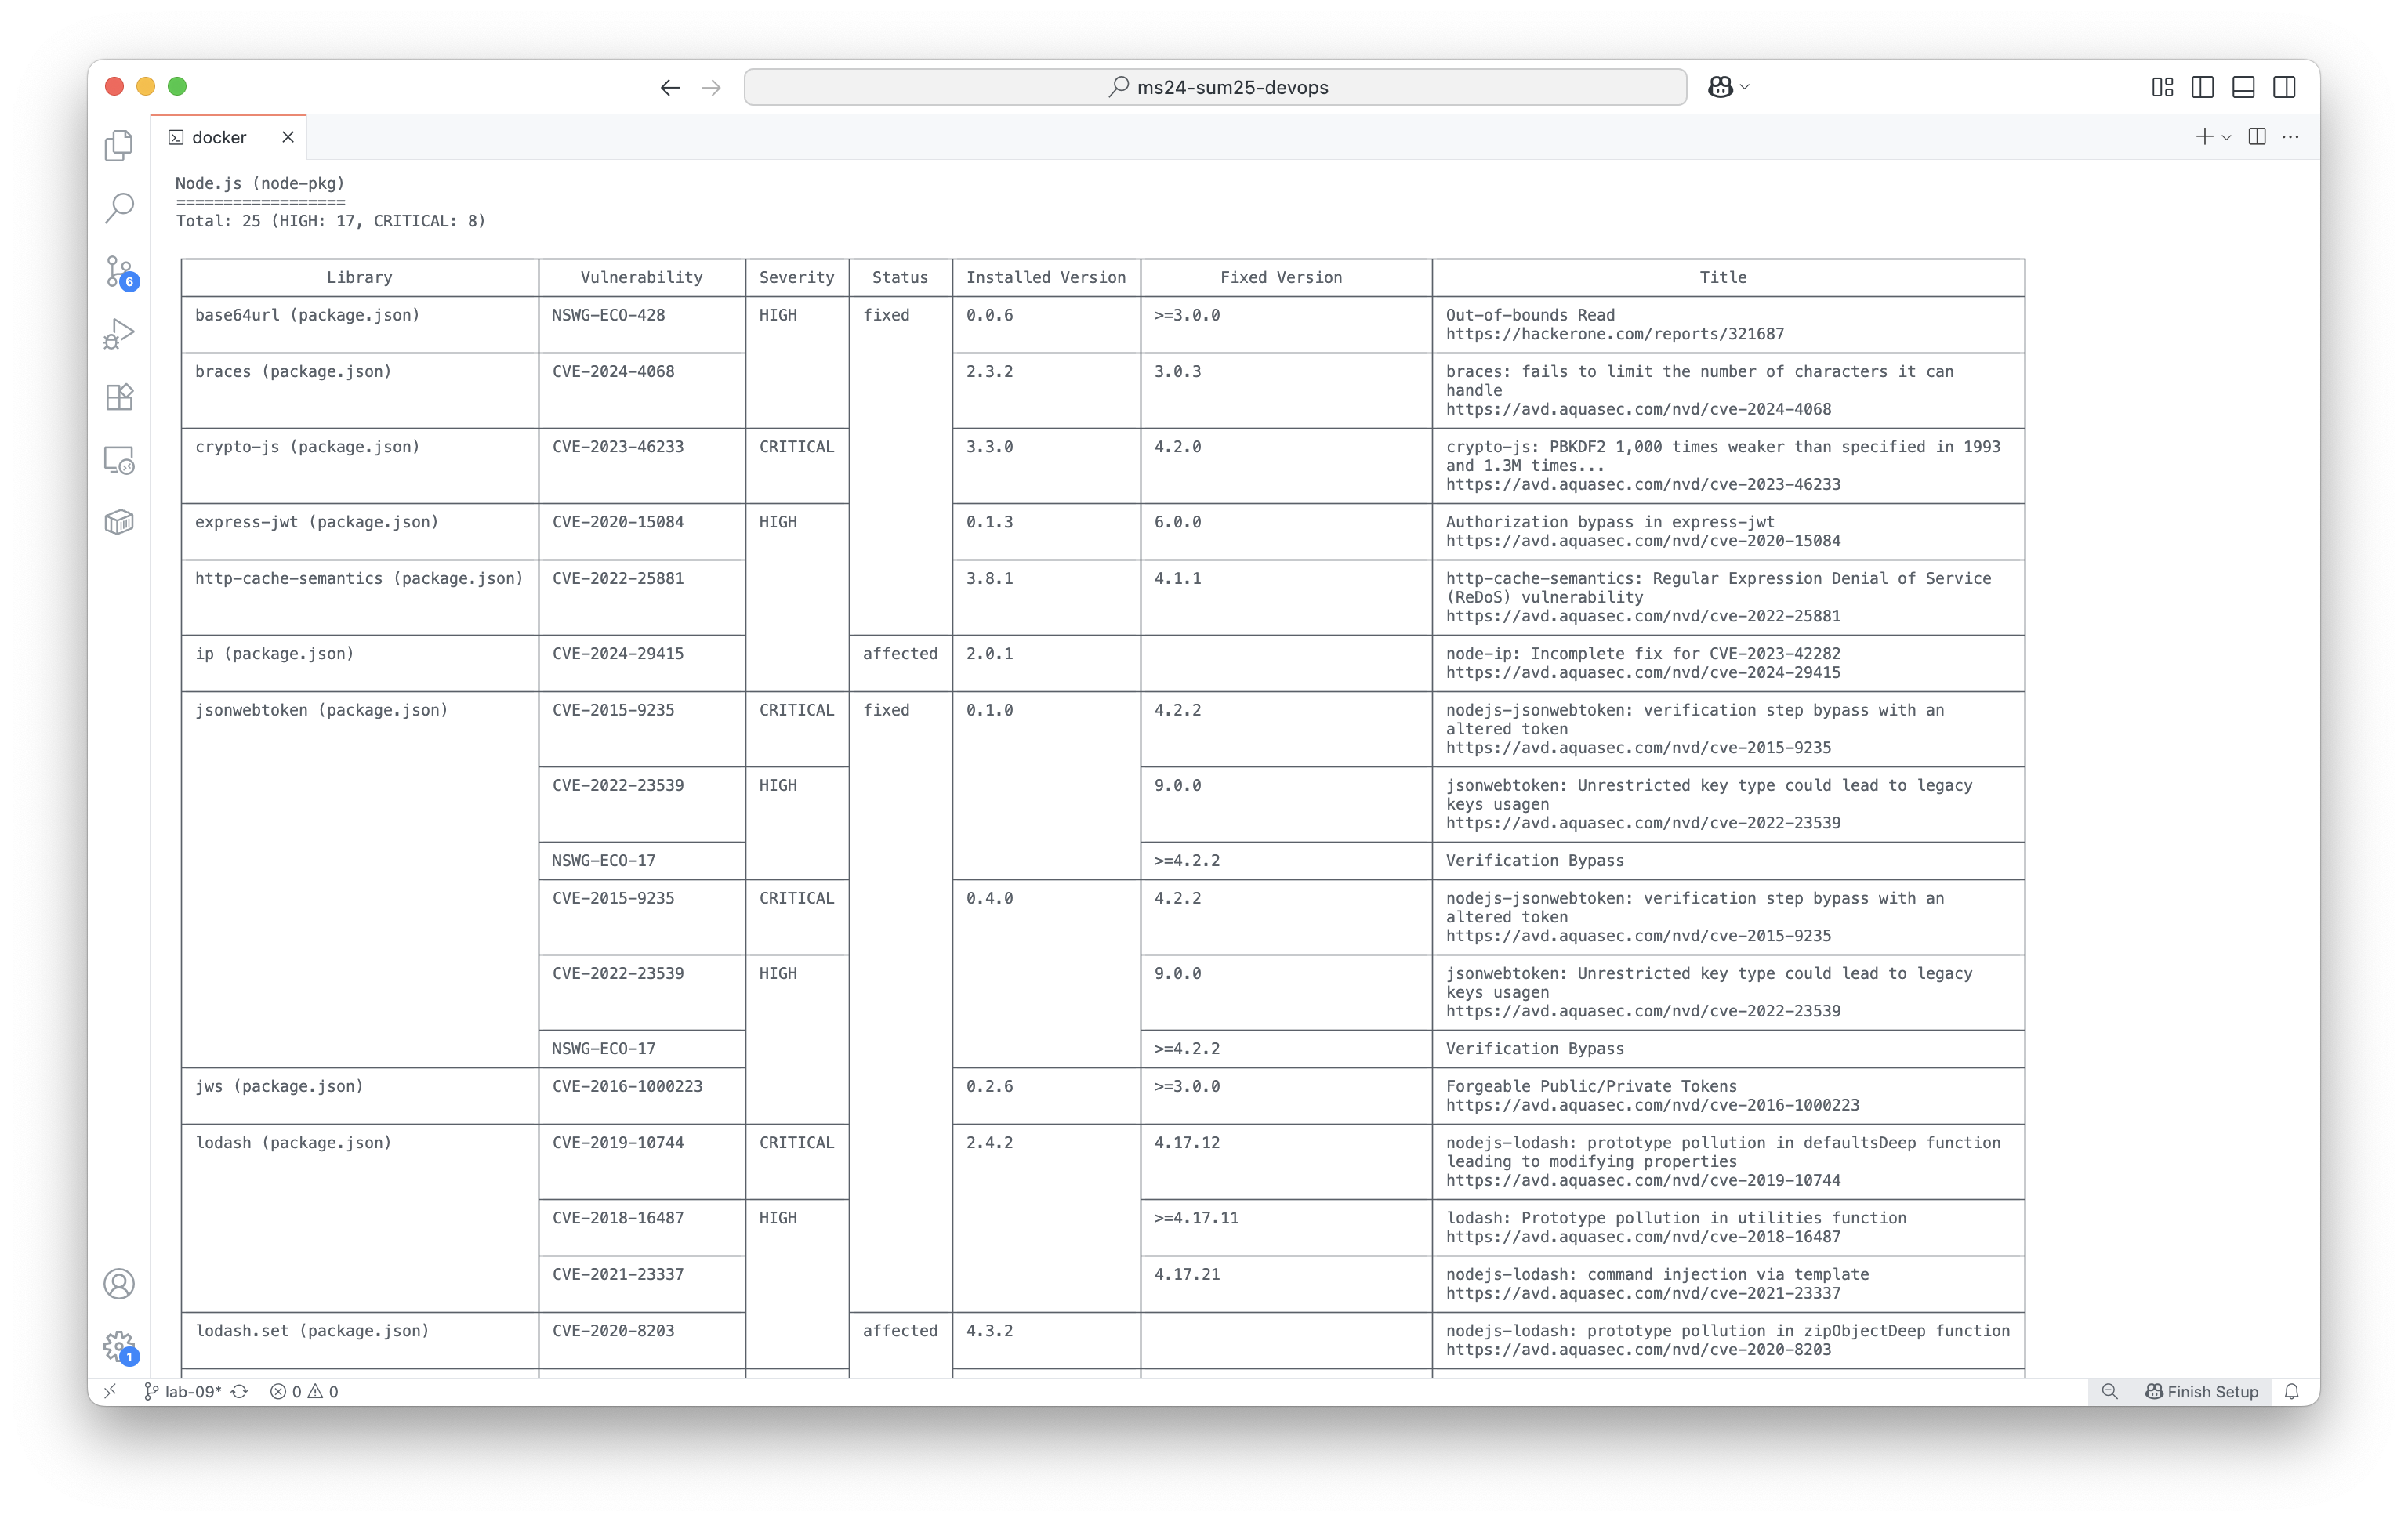 ms24-sum25-devops
docker
Node.js (node-pkg)
==================
Total: 25 (HIGH: 17, CRITICAL: 8)
Library Vulnerability Severity Status Installed Version Fixed Version Title
base64url (package.json) NSWG-ECO-428 HIGH fixed 0.0.6 >=3.0.0 Out-of-bounds Read
https://hackerone.com/reports/321687
braces (package.json) CVE-2024-4068 2.3.2 3.0.3 braces: fails to limit the number of characters it can
handle
https://avd.aquasec.com/nvd/cve-2024-4068
crypto-js (package.json) CVE-2023-46233 CRITICAL 3.3.0 4.2.0 crypto-js: PBKDF2 1,000 times weaker than specified in 1993
and 1.3M times...
https://avd.aquasec.com/nvd/cve-2023-46233
express-jwt (package.json) CVE-2020-15084 HIGH 0.1.3 6.0.0 Authorization bypass in express-jwt
https://avd.aquasec.com/nvd/cve-2020-15084
http-cache-semantics (package.json) CVE-2022-25881 3.8.1 4.1.1 http-cache-semantics: Regular Expression Denial of Service
(ReDoS) vulnerability
https://avd.aquasec.com/nvd/cve-2022-25881
ip (package.json) CVE-2024-29415 affected 2.0.1 node-ip: Incomplete fix for CVE-2023-42282
https://avd.aquasec.com/nvd/cve-2024-29415
jsonwebtoken (package.json) CVE-2015-9235 CRITICAL fixed 0.1.0 4.2.2 nodejs-jsonwebtoken: verification step bypass with an
altered token
https://avd.aquasec.com/nvd/cve-2015-9235
CVE-2022-23539 HIGH 9.0.0 jsonwebtoken: Unrestricted key type could lead to legacy
keys usagen
https://avd.aquasec.com/nvd/cve-2022-23539
NSWG-ECO-17 >=4.2.2 Verification Bypass
CVE-2015-9235 CRITICAL 0.4.0 4.2.2 nodejs-jsonwebtoken: verification step bypass with an
altered token
https://avd.aquasec.com/nvd/cve-2015-9235
CVE-2022-23539 HIGH 9.0.0 jsonwebtoken: Unrestricted key type could lead to legacy
keys usagen
https://avd.aquasec.com/nvd/cve-2022-23539
NSWG-ECO-17 >=4.2.2 Verification Bypass
jws (package.json) CVE-2016-1000223 0.2.6 >=3.0.0 Forgeable Public/Private Tokens
https://avd.aquasec.com/nvd/cve-2016-1000223
lodash (package.json) CVE-2019-10744 CRITICAL 2.4.2 4.17.12 nodejs-lodash: prototype pollution in defaultsDeep function
leading to modifying properties
https://avd.aquasec.com/nvd/cve-2019-10744
CVE-2018-16487 HIGH >=4.17.11 lodash: Prototype pollution in utilities function
https://avd.aquasec.com/nvd/cve-2018-16487
CVE-2021-23337 4.17.21 nodejs-lodash: command injection via template
https://avd.aquasec.com/nvd/cve-2021-23337
lodash.set (package.json) CVE-2020-8203 affected 4.3.2 nodejs-lodash: prototype pollution in zipObjectDeep function
https://avd.aquasec.com/nvd/cve-2020-8203
6
1
lab-09* 0 0 Finish Setup